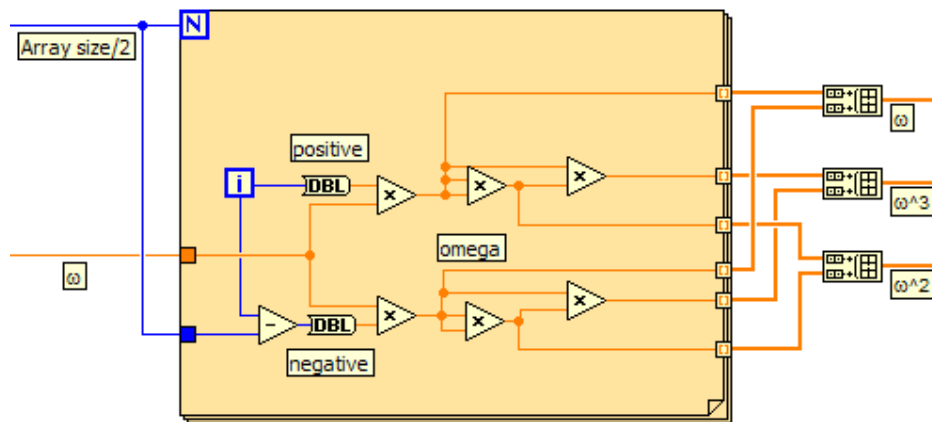 N
Array size/2
ω
positive
i
DBL
ω^3
omega
ω
ω^2
DBL
negative